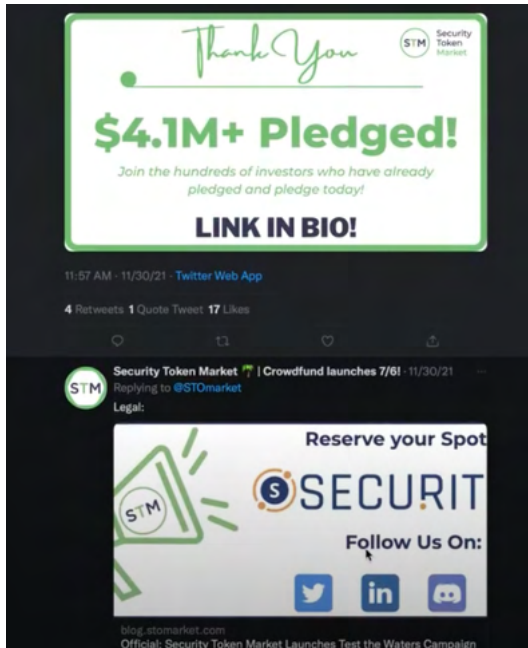 Thank You
STM
Security
Token
Market
$4.1M+ Pledged!
Join the hundreds of investors who have already
pledged and pledge today!
LINK IN BIO!
11:57 AM · 11/30/21 · Twitter Web App
4 Retweets 1 Quote Tweet 17 Likes
STM
Security Token Market 🌴 | Crowdfund launches 7/6! · 11/30/21 ...
Replying to @STOmarket
Legal:
Reserve your Spot
STM
S SECURIT
Follow Us On:
in
blog.stomarket.com
Official: Security Token Market Launches Test the Waters Campaign